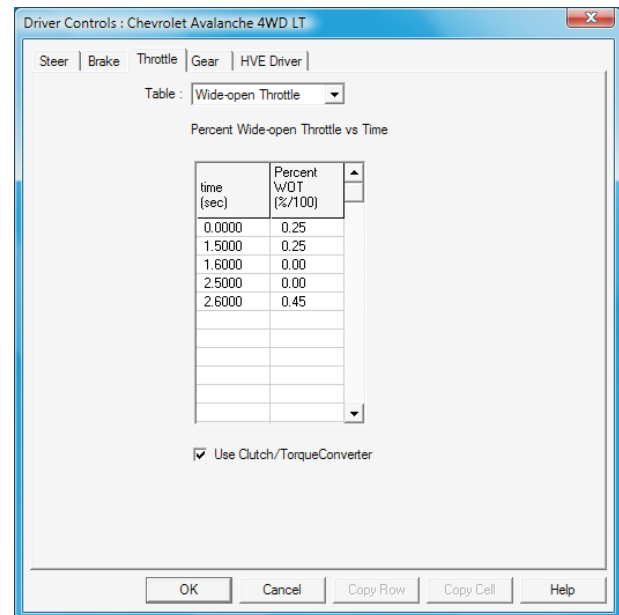 Driver Controls : Chevrolet Avalanche 4WD LT
Steer Brake Throttle Gear HVE Driver
Table : Wide-open Throttle
Percent Wide-open Throttle vs Time
time (sec) Percent WOT (%/100)
0.0000 0.25
1.5000 0.25
1.6000 0.00
2.5000 0.00
2.6000 0.45
Use Clutch/TorqueConverter
OK Cancel Copy Row Copy Cell Help